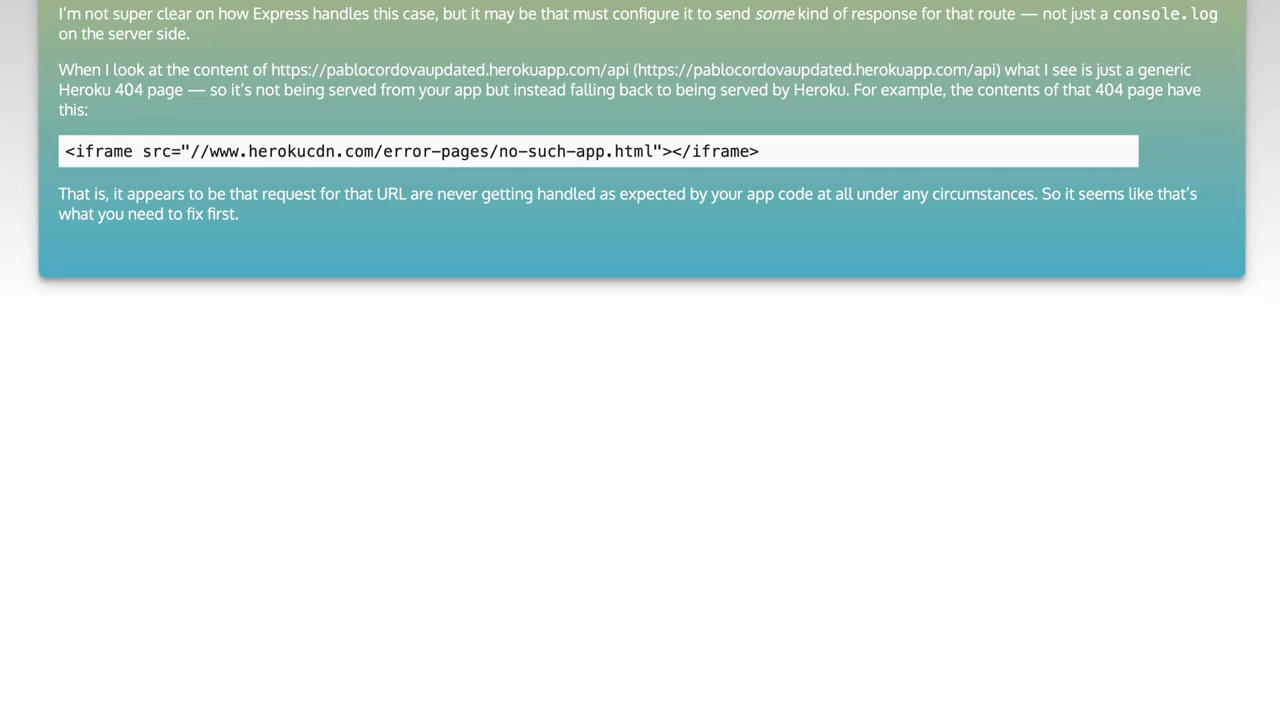 I’m not super clear on how Express handles this case, but it may be that must configure it to send some kind of response for that route — not just a console.log
on the server side.
When I look at the content of https://pablocordovaupdated.herokuapp.com/api (https://pablocordovaupdated.herokuapp.com/api) what I see is just a generic
Heroku 404 page — so it’s not being served from your app but instead falling back to being served by Heroku. For example, the contents of that 404 page have
this:
<iframe src="//www.herokucdn.com/error-pages/no-such-app.html"></iframe>
That is, it appears to be that request for that URL are never getting handled as expected by your app code at all under any circumstances. So it seems like that’s
what you need to fix first.